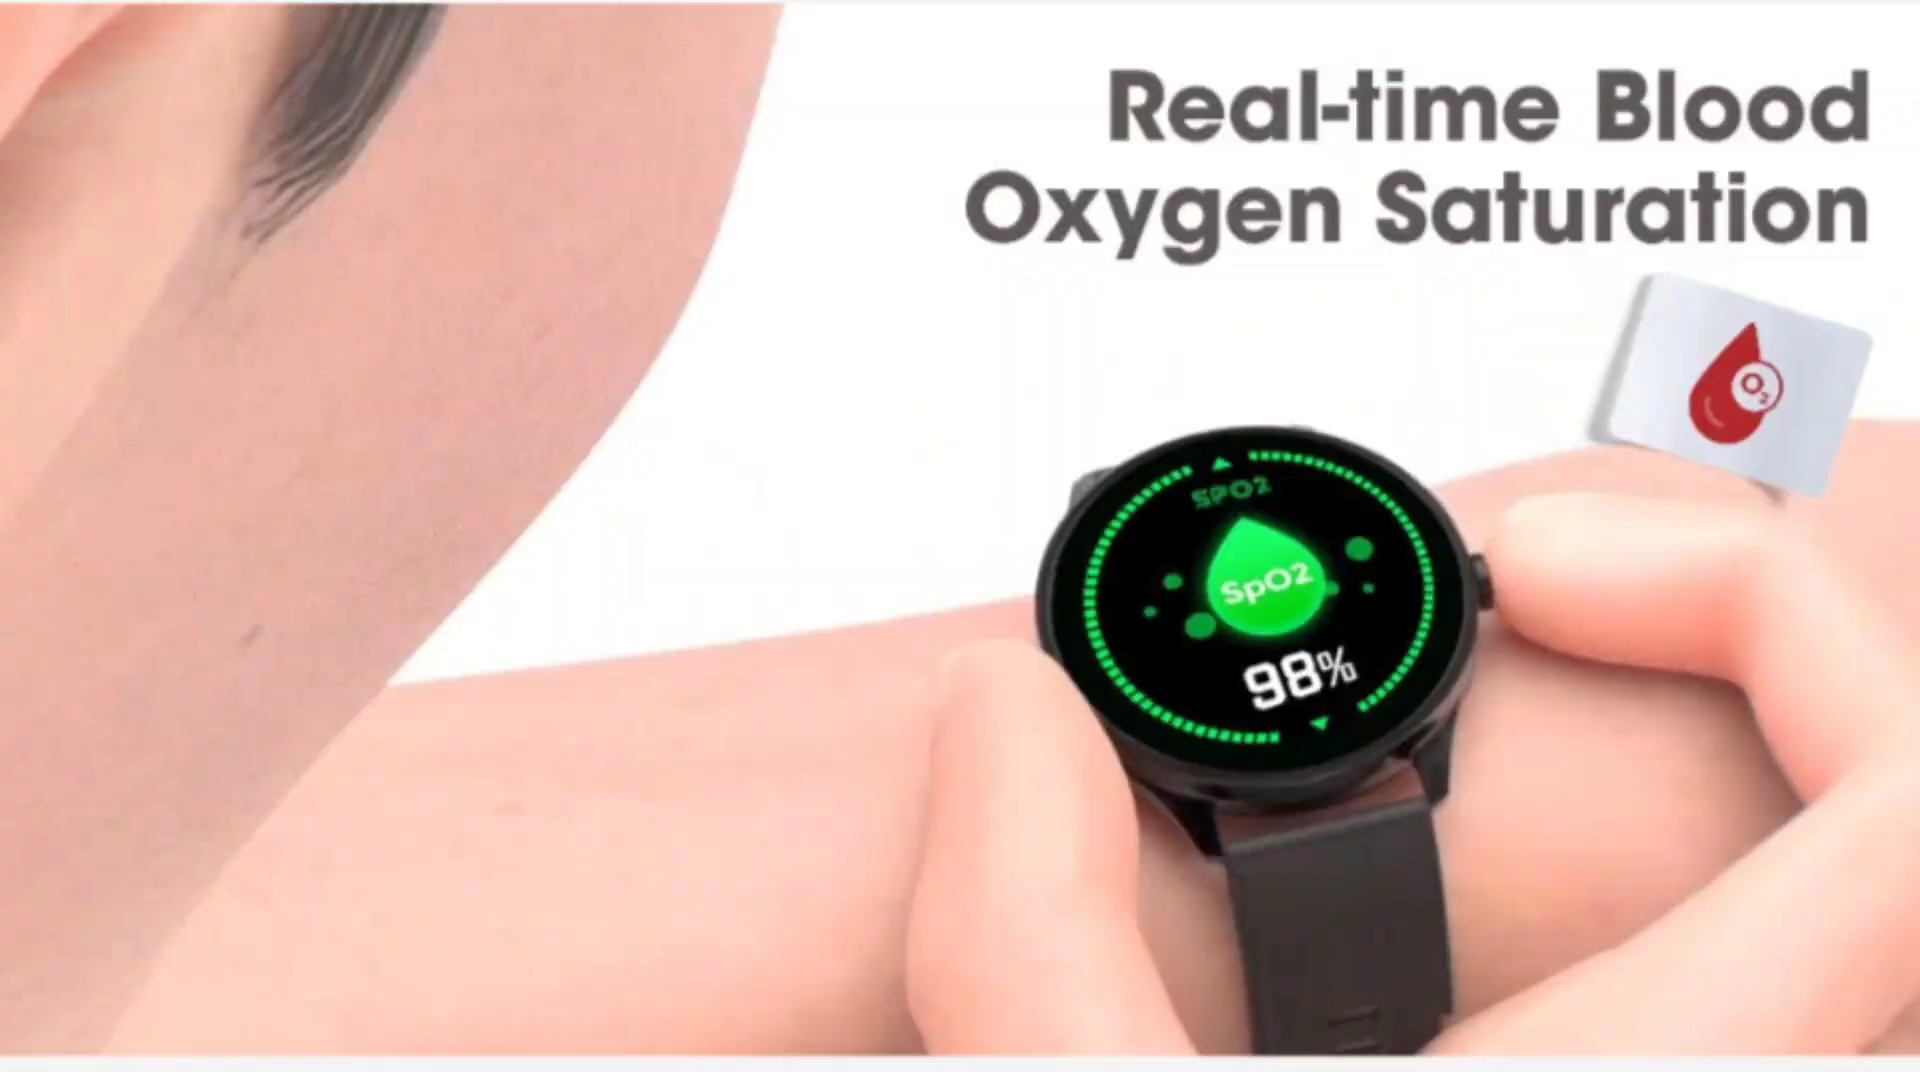 Real-time Blood
Oxygen Saturation
O2
SPO2
SpO2
98%